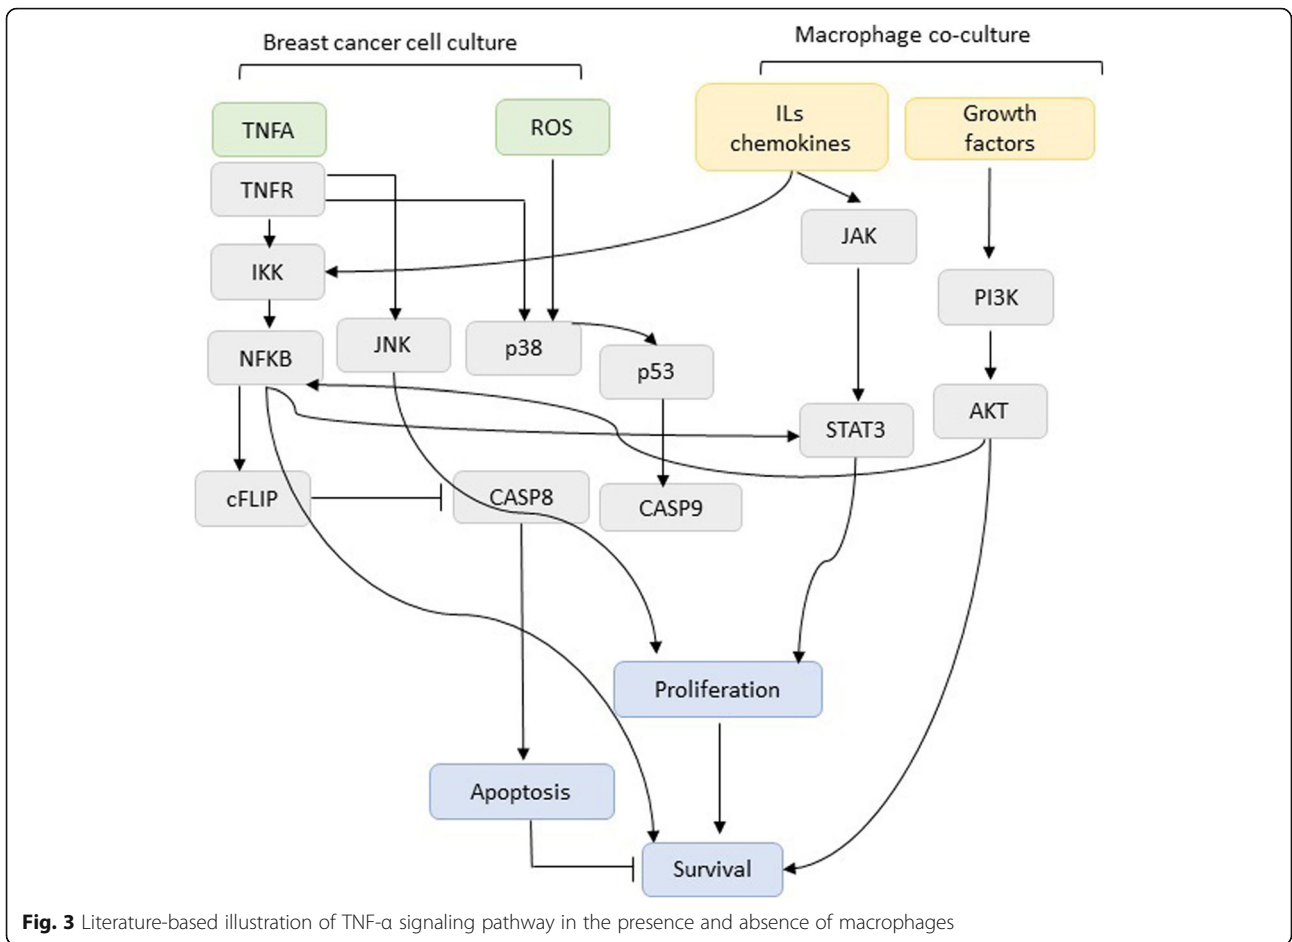 Breast cancer cell culture
Macrophage co-culture
TNFA
ROS
ILs
chemokines
Growth
factors
TNFR
JAK
IKK
PI3K
NFKB
JNK
p38
p53
AKT
STAT3
cFLIP
CASP8
CASP9
Proliferation
Apoptosis
Survival
Fig. 3 Literature-based illustration of TNF-α signaling pathway in the presence and absence of macrophages